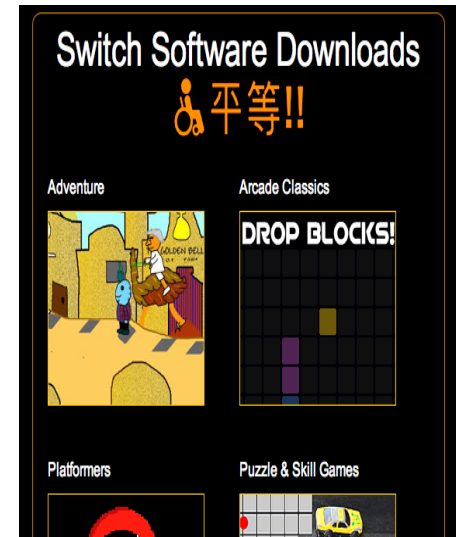 Switch Software Downloads
平等!!
Adventure
Arcade Classics
GOLDEN BELL
DROP BLOCKS!
Platformers
Puzzle & Skill Games